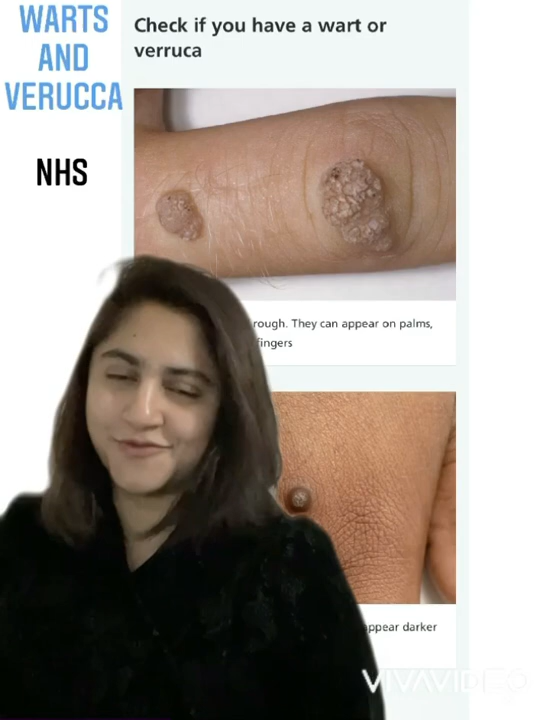 WARTS
AND
VERUCCA
NHS
Check if you have a wart or
verruca
rough. They can appear on palms,
fingers
appear darker
VIVAVIDEO